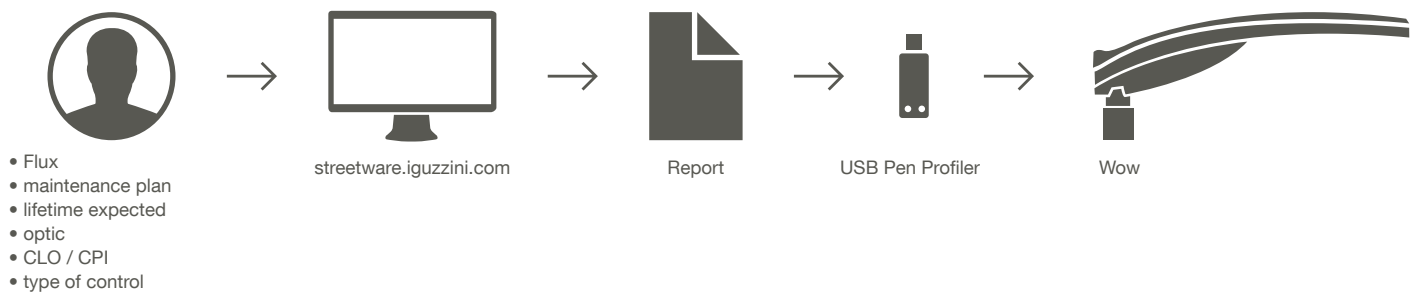 • Flux
• maintenance plan
• lifetime expected
• optic
• CLO / CPI
• type of control
streetware.iguzzini.com
Report
USB Pen Profiler
Wow